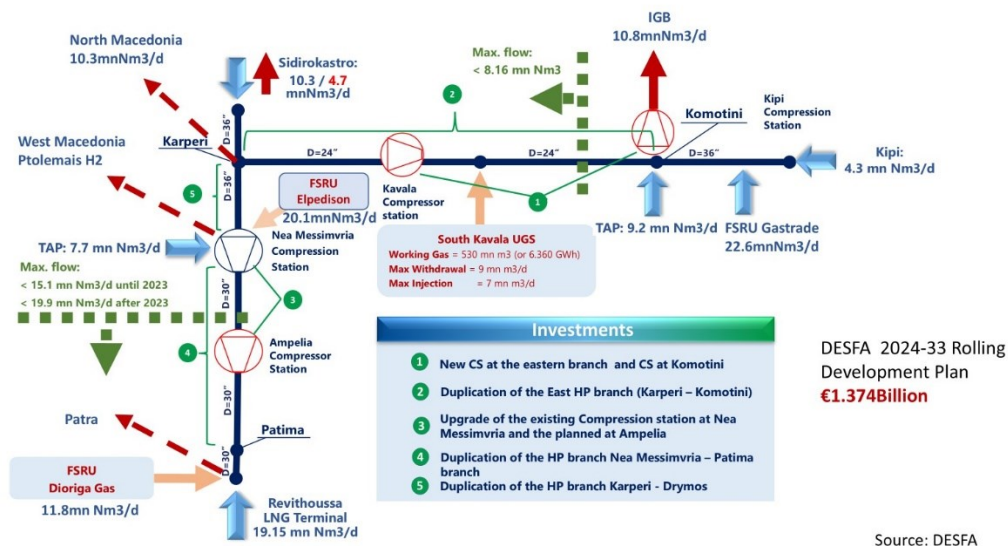 North Macedonia
10.3mnNm3/d
Sidirokastro:
10.3 / 4.7
mnNm3/d
Max. flow:
< 8.16 mn Nm3
IGB
10.8mnNm3/d
2
D=36"
Karperi
Komotini
Kipi
Compression
Station
D=24"
D=24"
D=36"
West Macedonia
Ptolemais H2
5
D=36"
FSRU
Elpedison
20.1mnNm3/d
Kavala
Compressor
station
1
Kipi:
4.3 mn Nm3/d
TAP: 7.7 mn Nm3/d
Nea Messimvria
Compression
Station
South Kavala UGS
Working Gas = 530 mn m3 (or 6.360 GWh)
Max Withdrawal = 9 mn m3/d
Max Injection = 7 mn m3/d
TAP: 9.2 mn Nm3/d
FSRU Gastrade
22.6mnNm3/d
Max. flow:
< 15.1 mn Nm3/d until 2023
< 19.9 mn Nm3/d after 2023
D=30"
3
4
Ampelia
Compressor
Station
D=30"
Patra
Patima
D=30"
FSRU
Dioriga Gas
11.8mn Nm3/d
Revithoussa
LNG Terminal
19.15 mn Nm3/d
Investments
1 New CS at the eastern branch and CS at Komotini
2 Duplication of the East HP branch (Karperi – Komotini)
3 Upgrade of the existing Compression station at Nea
Messimvria and the planned at Ampelia
4 Duplication of the HP branch Nea Messimvria – Patima
branch
5 Duplication of the HP branch Karperi - Drymos
DESFA 2024-33 Rolling
Development Plan
€1.374Billion
Source: DESFA